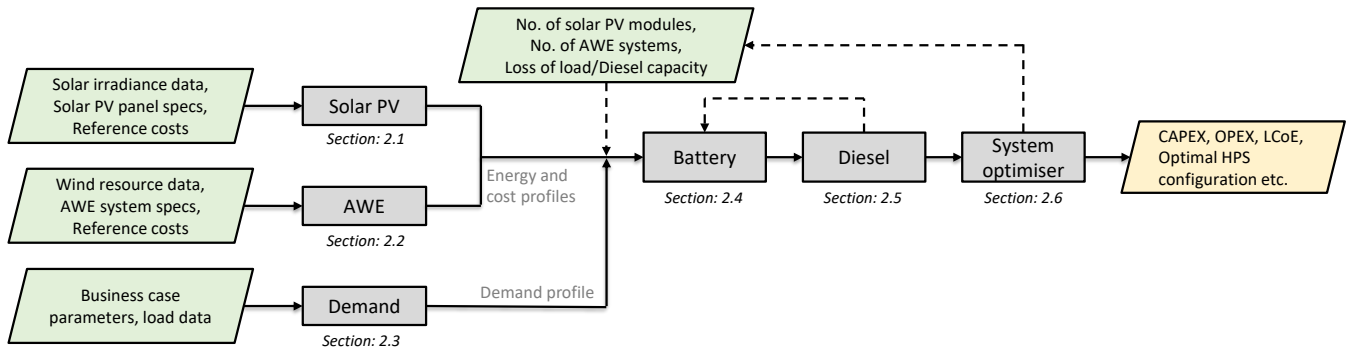 No. of solar PV modules,
No. of AWE systems,
Loss of load/Diesel capacity
Solar irradiance data,
Solar PV panel specs,
Reference costs
Solar PV
Section: 2.1
Wind resource data,
AWE system specs,
Reference costs
AWE
Section: 2.2
Energy and
cost profiles
Business case
parameters, load data
Demand
Section: 2.3
Demand profile
Battery
Section: 2.4
Diesel
Section: 2.5
System
optimiser
Section: 2.6
CAPEX, OPEX, LCoE,
Optimal HPS
configuration etc.